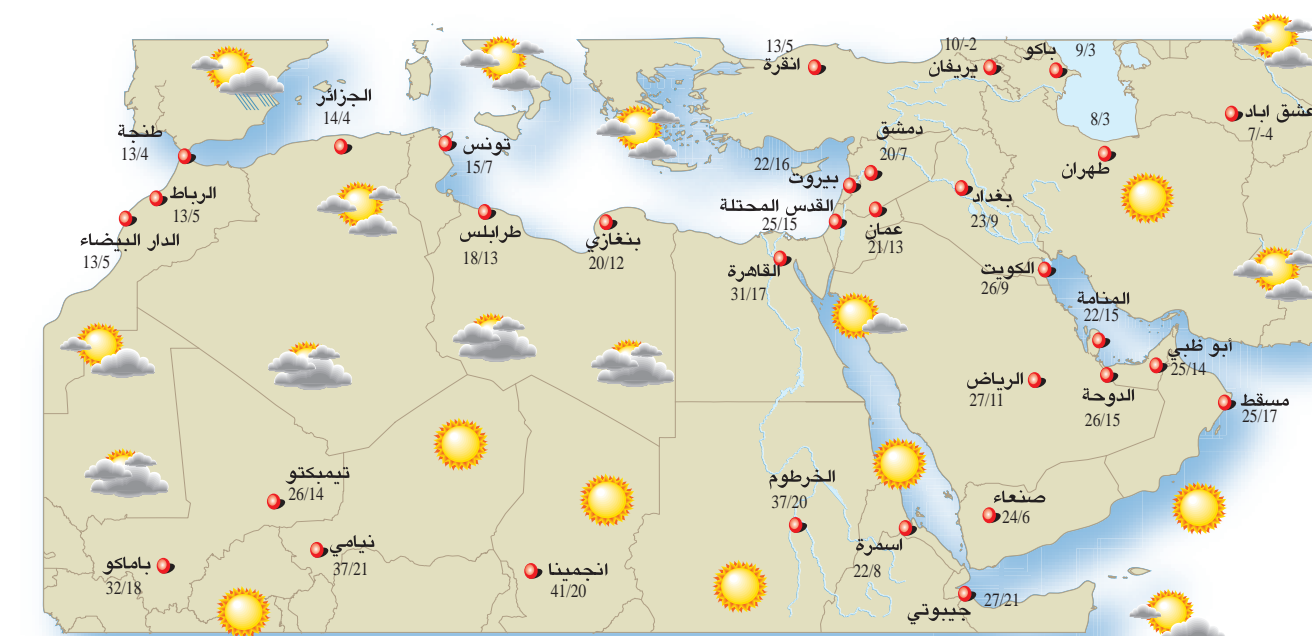 13/5
انقرة
10/-2
يريفان
باكو
9/3
8/3
عشق اباد
7/-4
الجزائر
14/4
طنجة
13/4
تونس
15/7
دمشق
20/7
22/16
بيروت
طهران
الرباط
13/5
الدار البيضاء
13/5
طرابلس
18/13
بنغازي
20/12
القدس المحتلة
25/15
عمان
21/13
بغداد
23/9
القاهرة
31/17
الكويت
26/9
المنامة
22/15
أبو ظبي
25/14
الرياض
27/11
الدوحة
26/15
مسقط
25/17
تيمبكتو
26/14
الخرطوم
37/20
صنعاء
24/6
اسمرة
22/8
نيامي
37/21
باماكو
32/18
انجمينا
41/20
جيبوتي
27/21